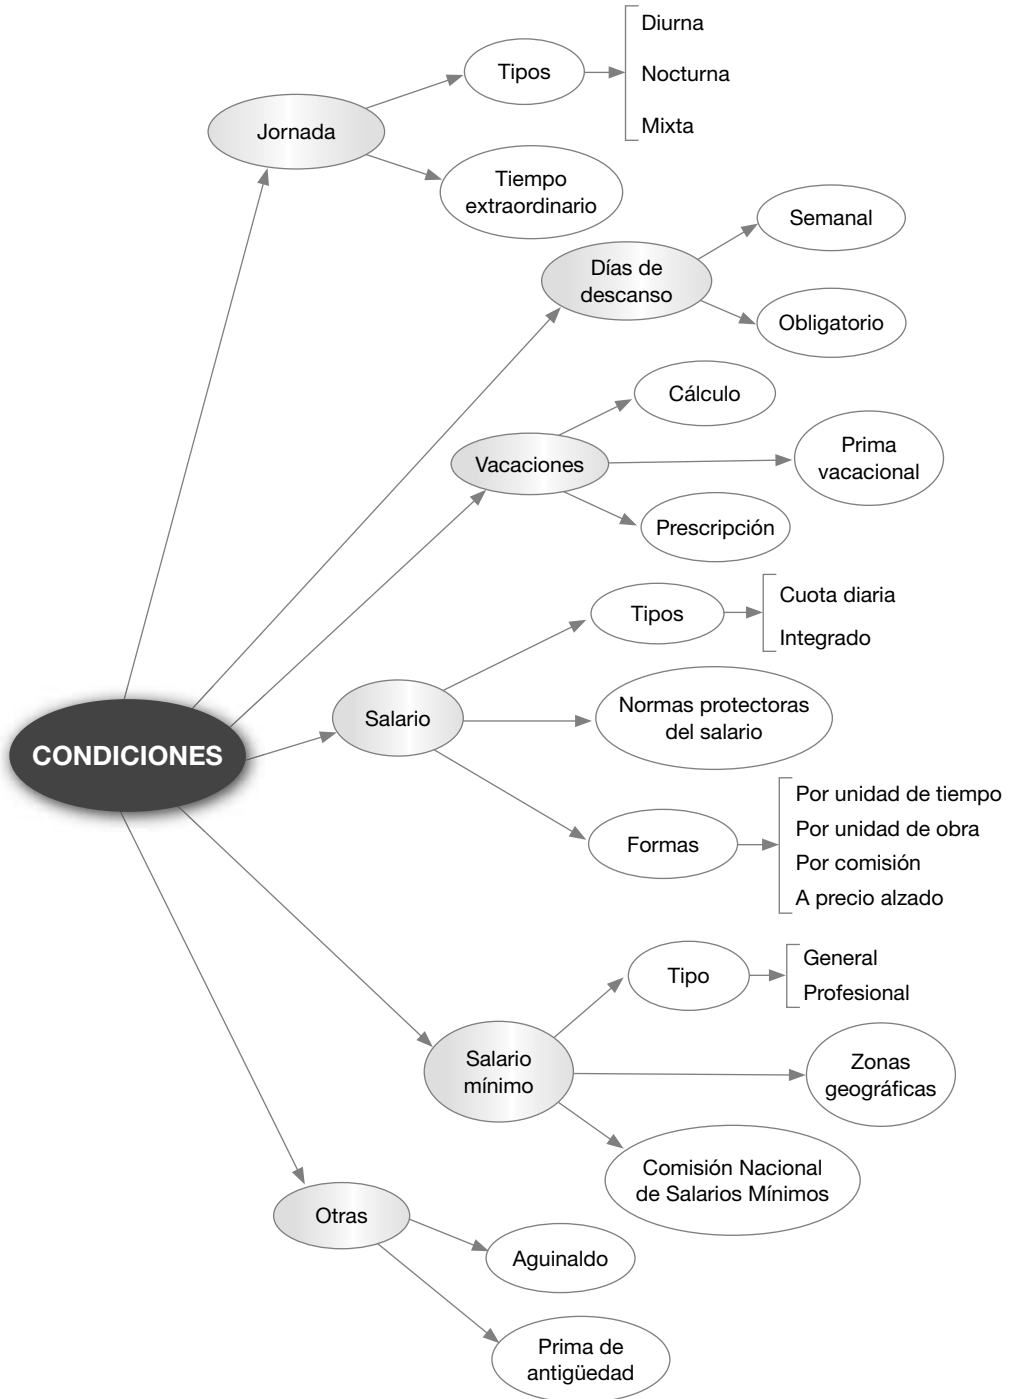 Diurna
Tipos
Nocturna
Mixta
Jornada
Tiempo
extraordinario
Semanal
Días de
descanso
Obligatorio
Cálculo
Vacaciones
Prima
vacacional
Prescripción
Tipos
Cuota diaria
Integrado
Salario
Normas protectoras
del salario
CONDICIONES
Formas
Por unidad de tiempo
Por unidad de obra
Por comisión
A precio alzado
Tipo
General
Profesional
Salario
mínimo
Zonas
geográficas
Comisión Nacional
de Salarios Mínimos
Otras
Aguinaldo
Prima de
antigüedad